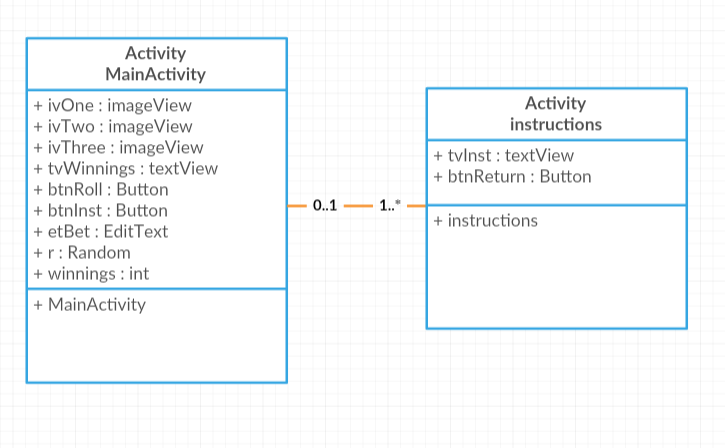 Activity
MainActivity
+ ivOne : imageView
+ ivTwo : imageView
+ ivThree : imageView
+ tvWinnings : textView
+ btnRoll : Button
+ btnInst : Button
+ etBet : EditText
+ r : Random
+ winnings : int
+ MainActivity
0..1
1..*
Activity
instructions
+ tvInst : textView
+ btnReturn : Button
+ instructions